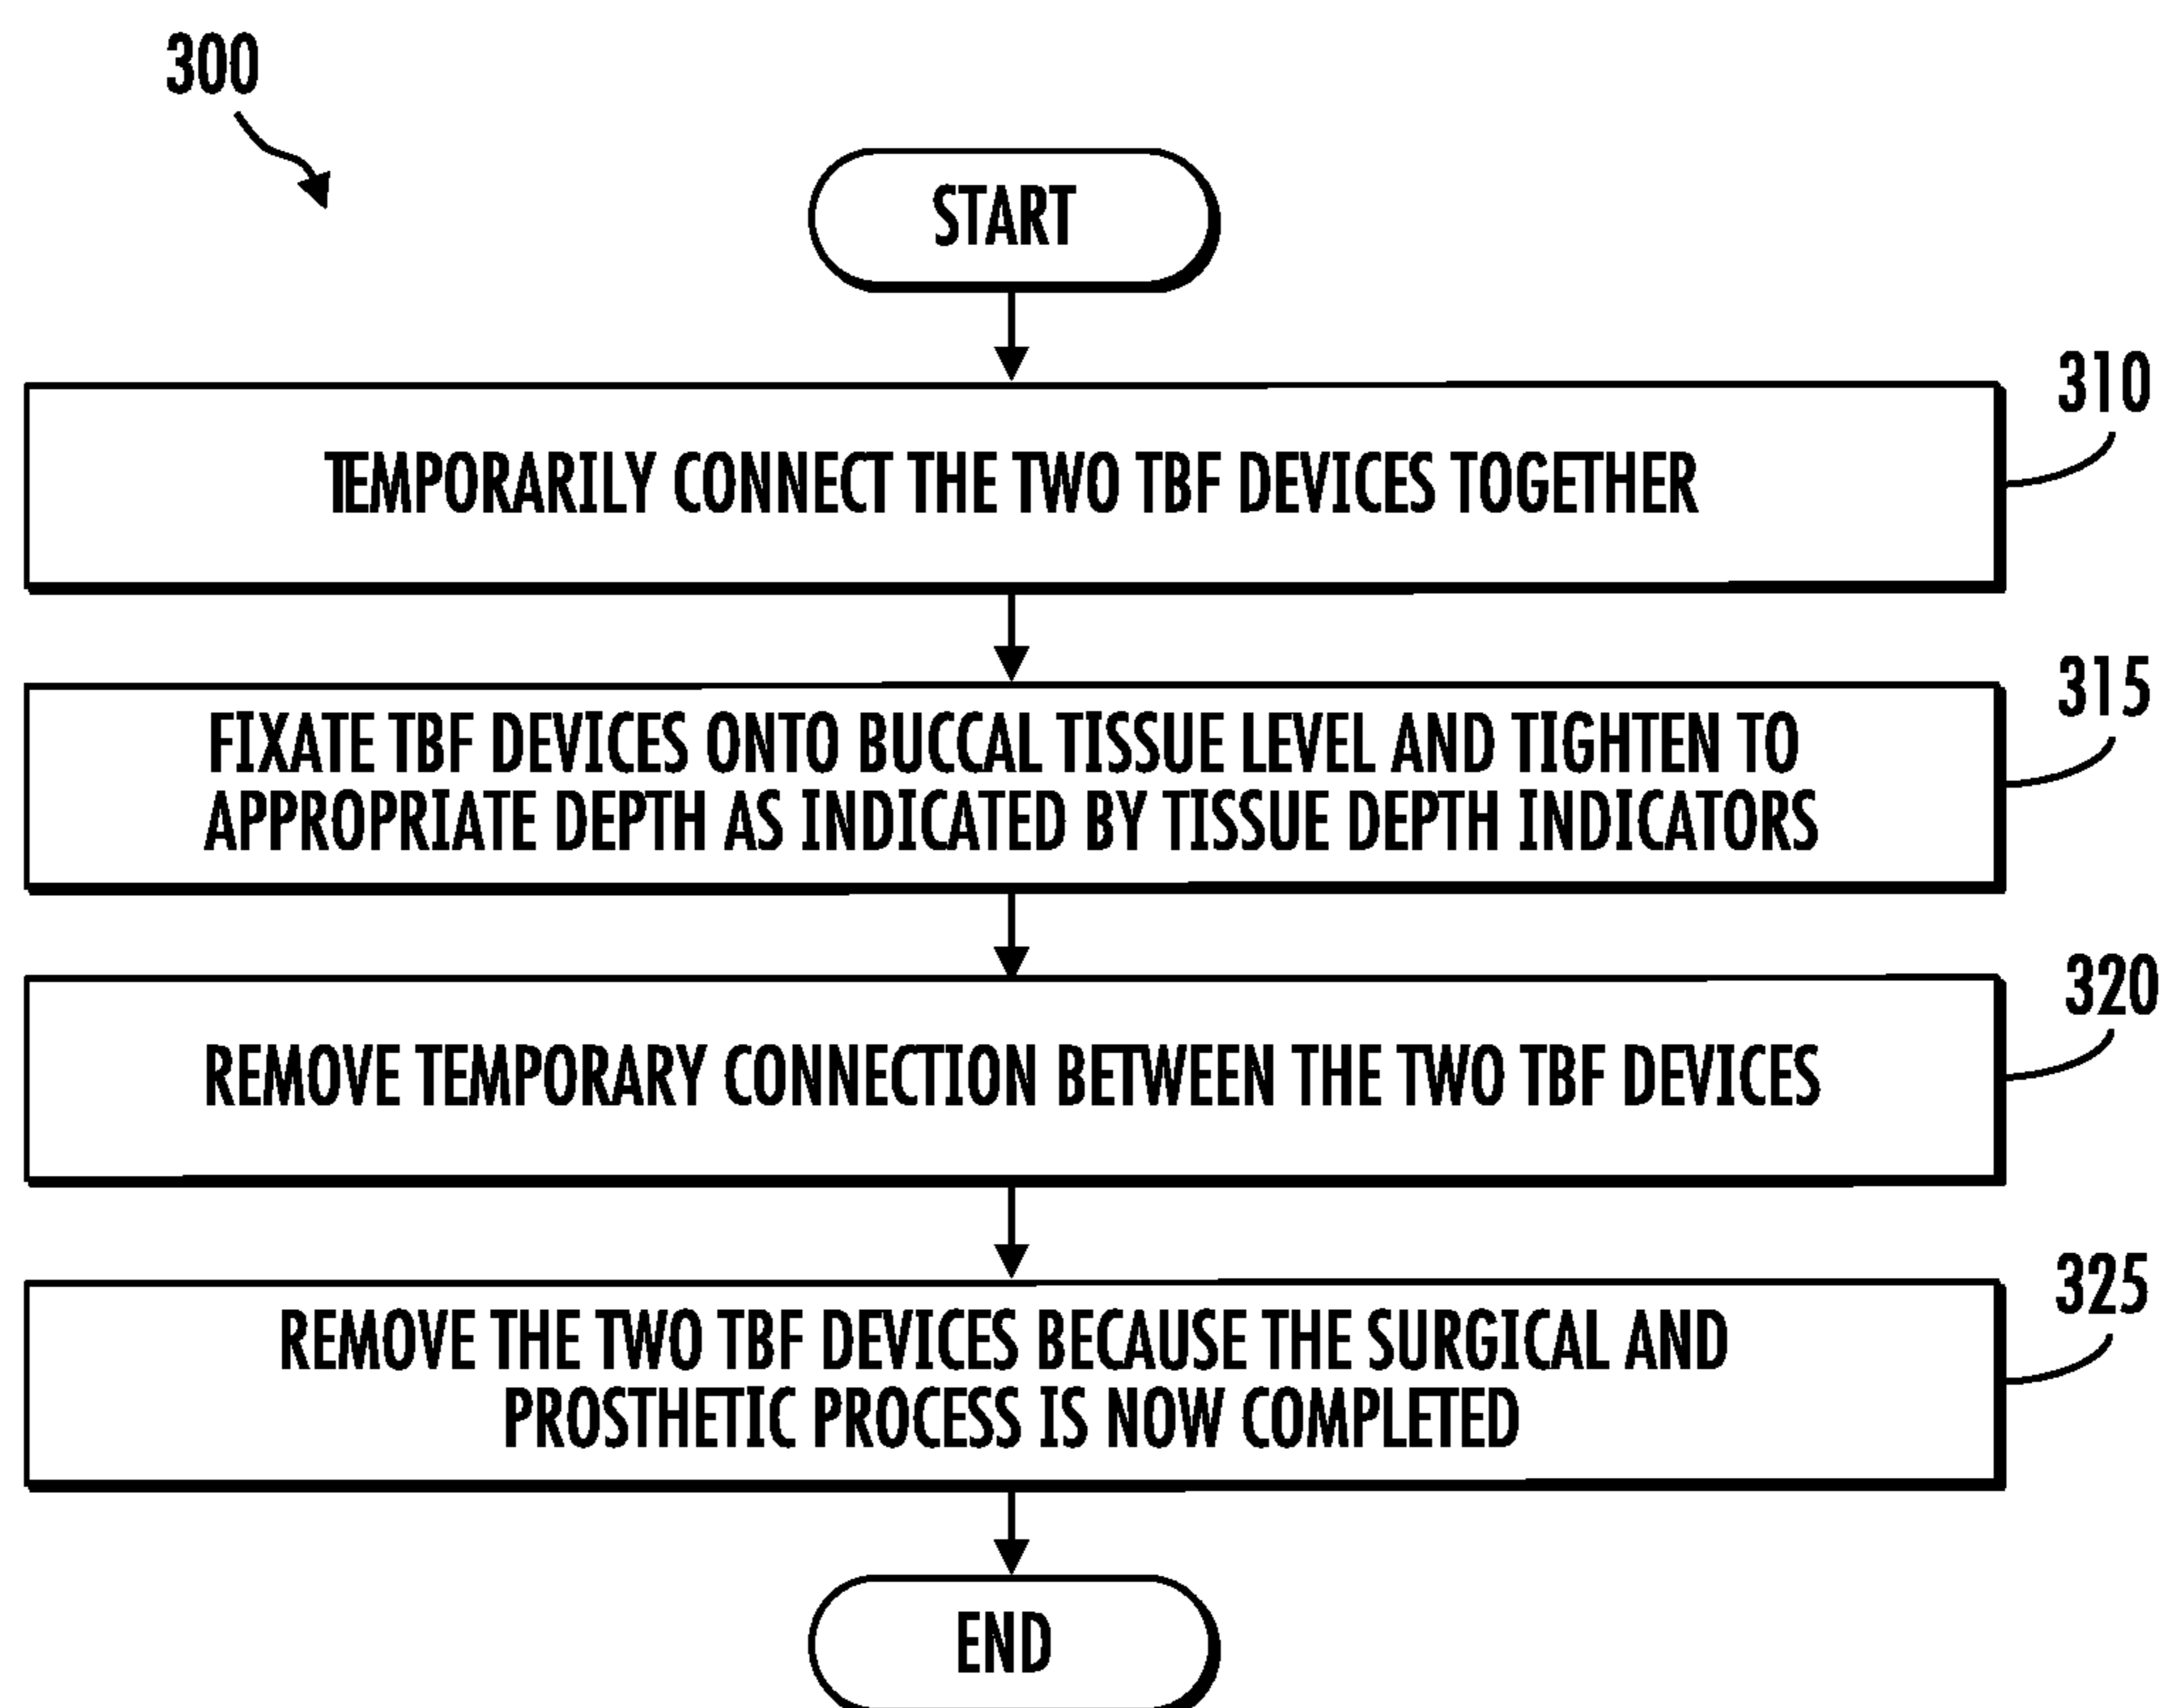 300
START
310
TEMPORARILY CONNECT THE TWO TBF DEVICES TOGETHER
315
FIXATE TBF DEVICES ONTO BUCCAL TISSUE LEVEL AND TIGHTEN TO
APPROPRIATE DEPTH AS INDICATED BY TISSUE DEPTH INDICATORS
320
REMOVE TEMPORARY CONNECTION BETWEEN THE TWO TBF DEVICES
325
REMOVE THE TWO TBF DEVICES BECAUSE THE SURGICAL AND
PROSTHETIC PROCESS IS NOW COMPLETED
END